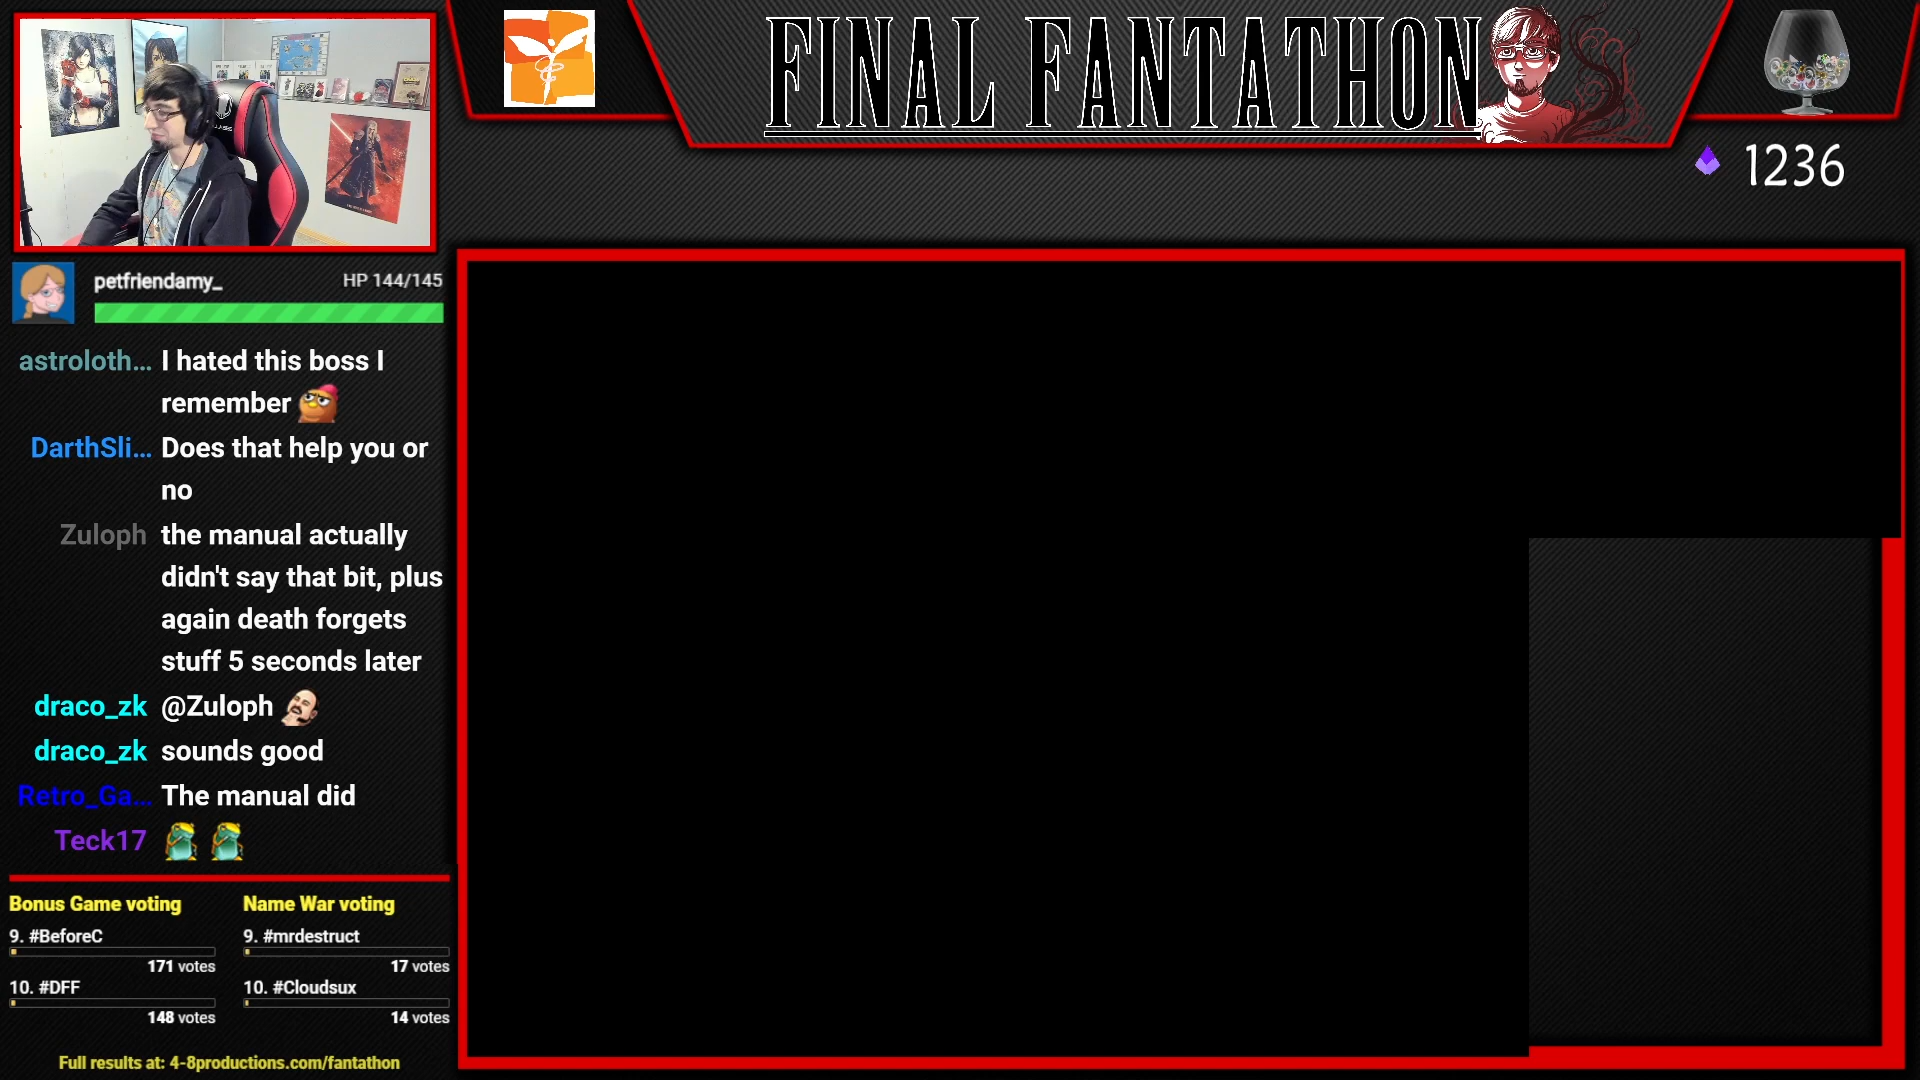 FINAL FANTATHON
1236
petfriendamy_ HP 144/145
astroloth... I hated this boss I
remember
DarthSli... Does that help you or
no
Zuloph the manual actually
didn't say that bit, plus
again death forgets
stuff 5 seconds later
draco_zk @Zuloph
draco_zk sounds good
Retro_Ga... The manual did
Teck17
Bonus Game voting
9. #BeforeC
171 votes
10. #DFF
148 votes
Name War voting
9. #mrdestruct
17 votes
10. #Cloudsux
14 votes
Full results at: 4-8productions.com/fantathon